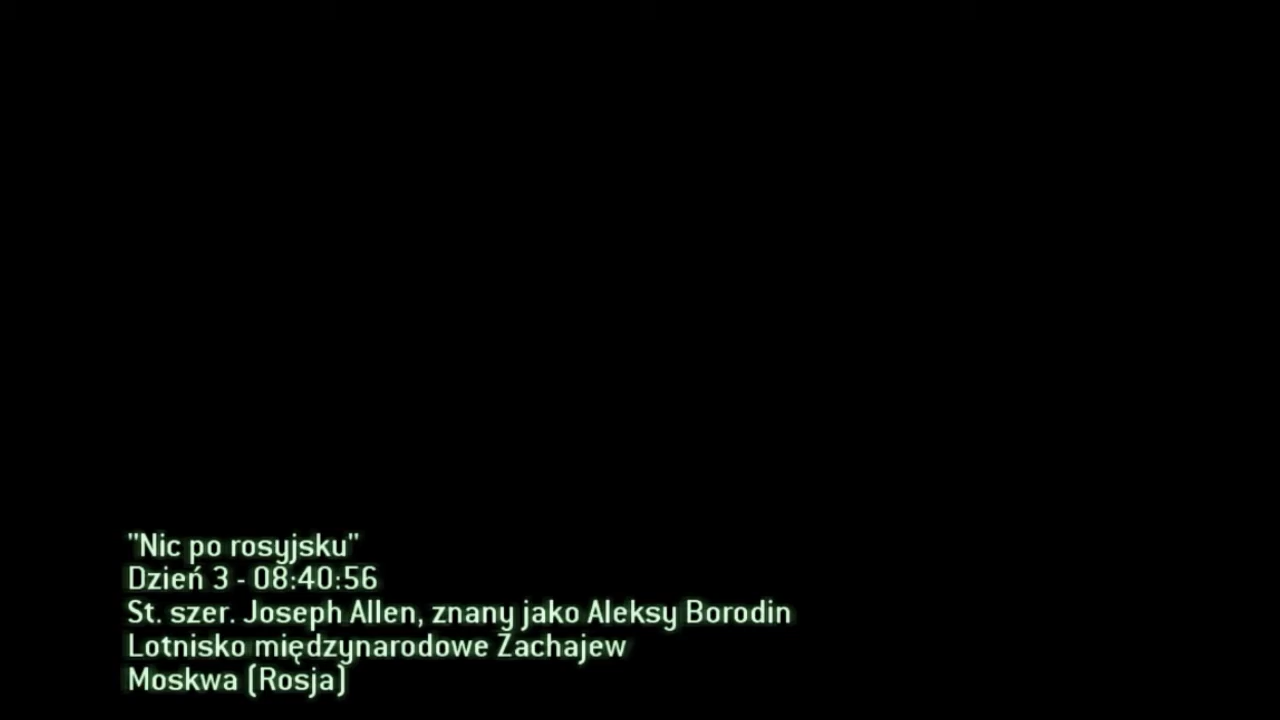 "Nic po rosyjsku"
Dzień 3 - 08:40:56
St. szer. Joseph Allen, znany jako Aleksy Borodin
Lotnisko międzynarodowe Zachajew
Moskwa (Rosja)